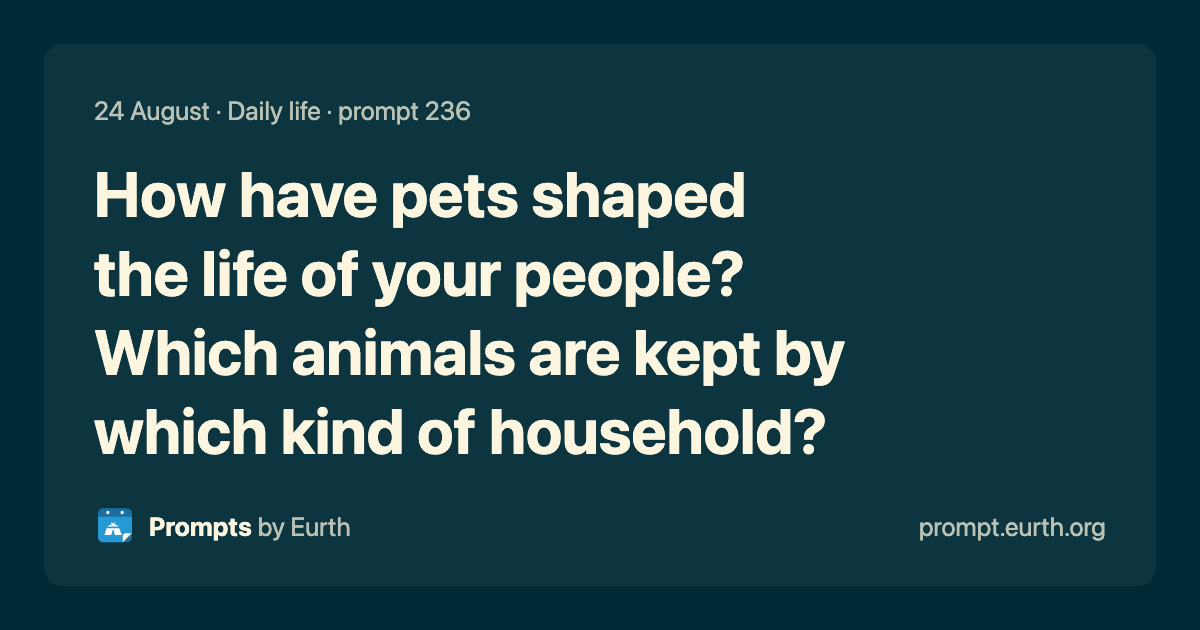 24 August · Daily life · prompt 236
How have pets shaped
the life of your people?
Which animals are kept by
which kind of household?
Prompts by Eurth
prompt.eurth.org